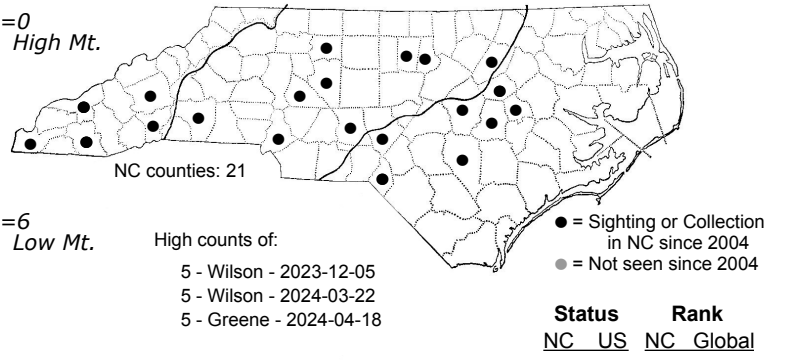 =0
High Mt.
NC counties: 21
=6
Low Mt.
High counts of:
5 - Wilson - 2023-12-05
5 - Wilson - 2024-03-22
5 - Greene - 2024-04-18
● = Sighting or Collection
in NC since 2004
● = Not seen since 2004
Status Rank
NC US NC Global